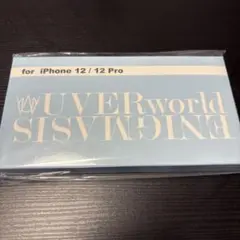 for iPhone 12 / 12 Pro
UVERworld
ENIGMASIS